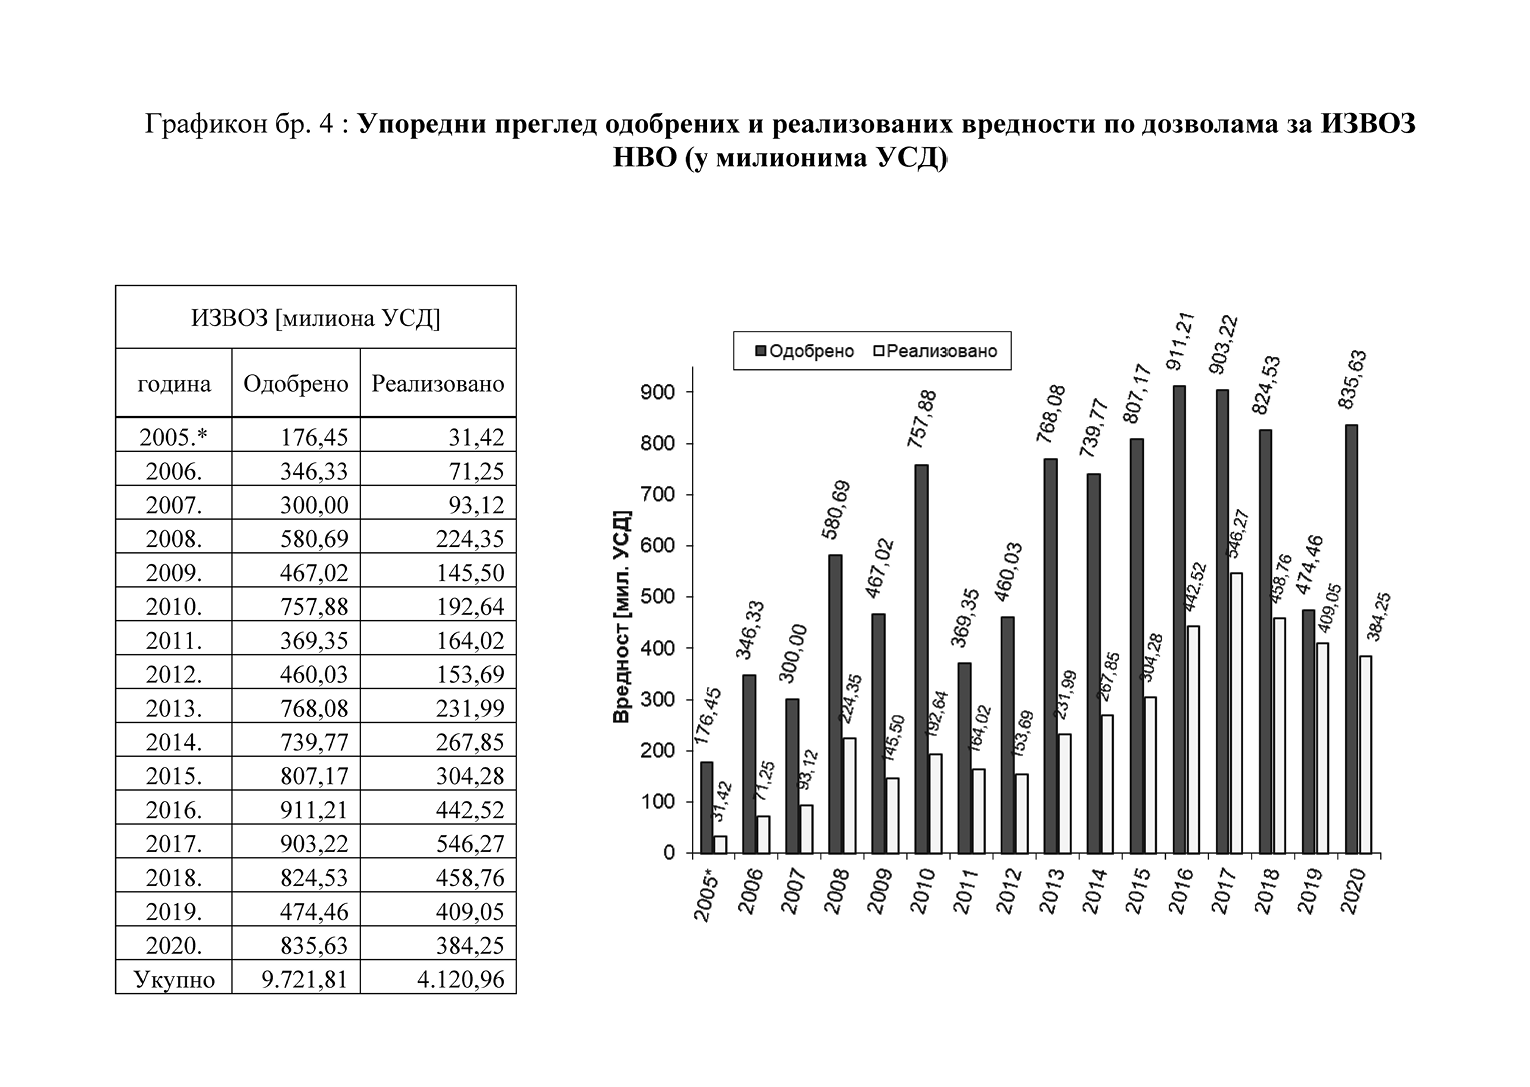 Графикон бр. 4 : Упоредни преглед одобрених и реализованих вредности по дозволама за ИЗВОЗ
НВО (у милионима УСД)
ИЗВОЗ [милиона УСД]
година Одобрено Реализовано
2005.* 176,45 31,42
2006. 346,33 71,25
2007. 300,00 93,12
2008. 580,69 224,35
2009. 467,02 145,50
2010. 757,88 192,64
2011. 369,35 164,02
2012. 460,03 153,69
2013. 768,08 231,99
2014. 739,77 267,85
2015. 807,17 304,28
2016. 911,21 442,52
2017. 903,22 546,27
2018. 824,53 458,76
2019. 474,46 409,05
2020. 835,63 384,25
Укупно 9.721,81 4.120,96
Одобрено Реализовано
Вредност [мил. УСД]
900
800
700
600
500
400
300
200
100
0
176,45
31,42
346,33
71,25
300,00
93,12
580,69
224,35
467,02
145,50
757,88
192,64
369,35
164,02
460,03
153,69
768,08
231,99
739,77
267,85
807,17
304,28
911,21
442,52
903,22
546,27
824,53
458,76
474,46
409,05
835,63
384,25
2005* 2006 2007 2008 2009 2010 2011 2012 2013 2014 2015 2016 2017 2018 2019 2020